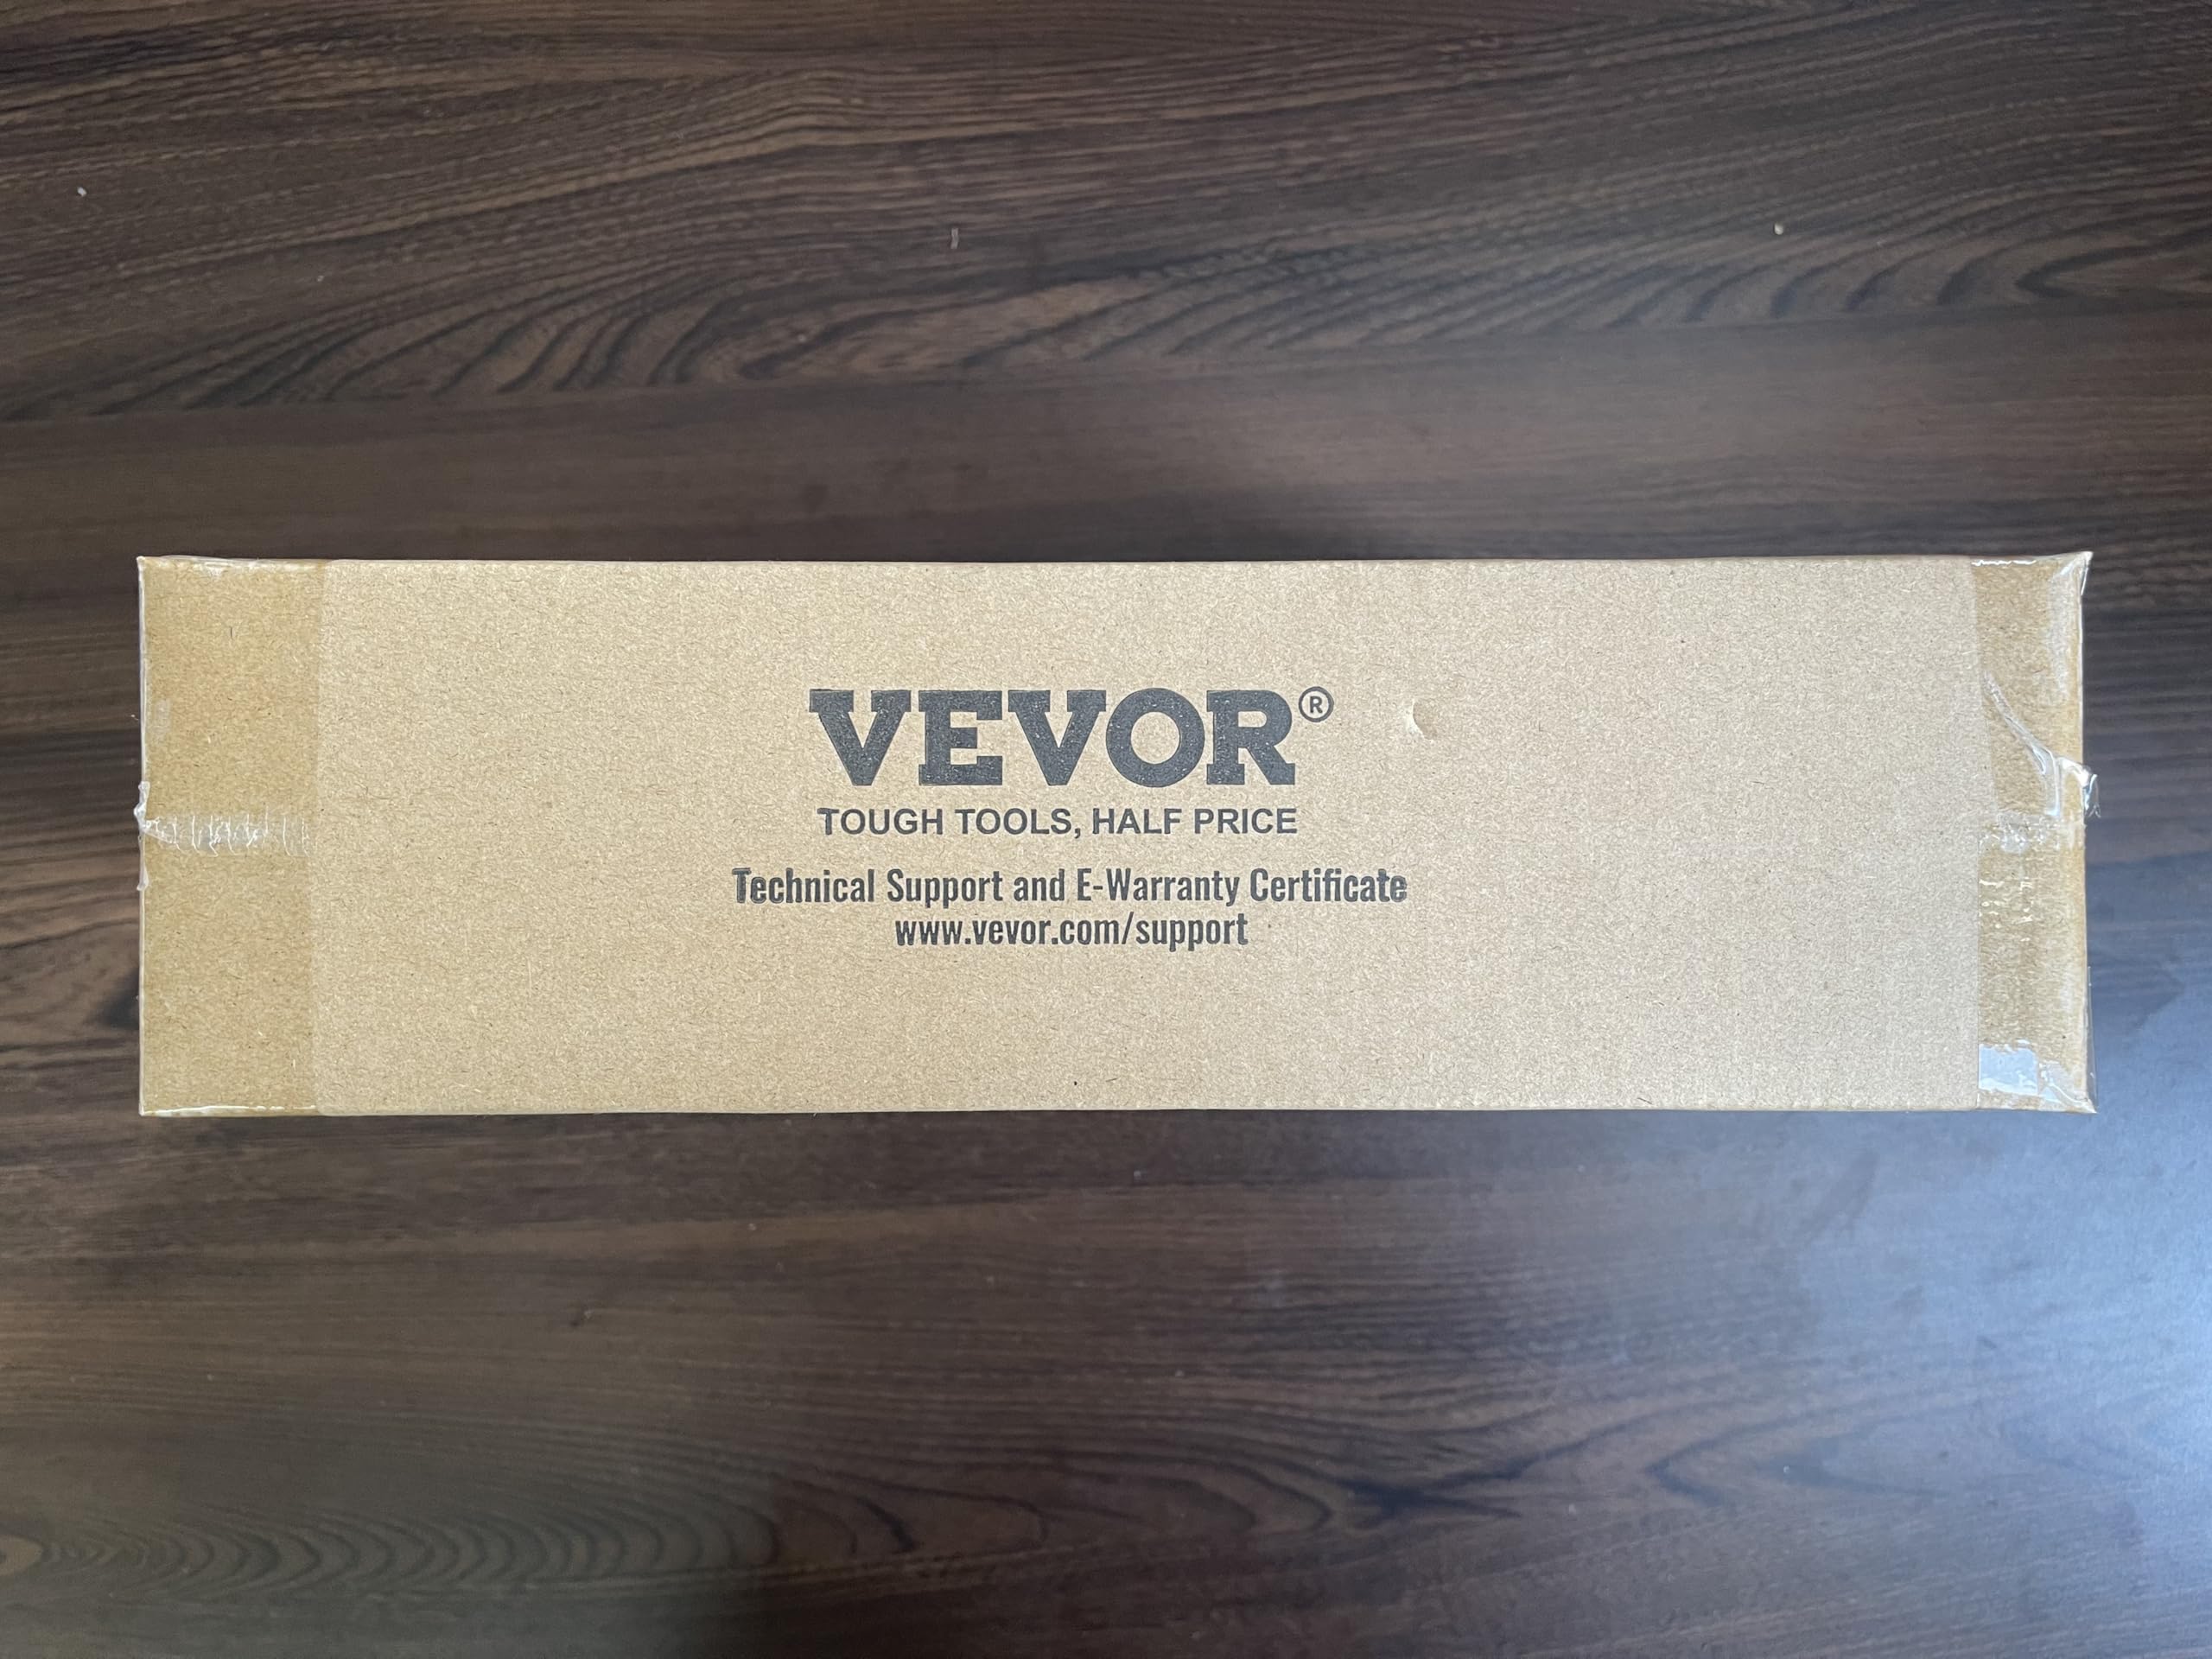 VEVOR®
TOUGH TOOLS, HALF PRICE
Technical Support and E-Warranty Certificate
www.vevor.com/support